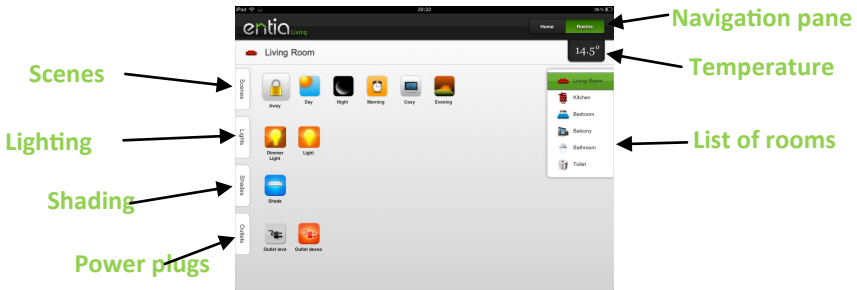 iPad
20:32
36 %
entia Living
Home
Rooms
Navigation pane
Living Room
14.5°
Temperature
Scenes
Scenes
Away
Day
Night
Morning
Cosy
Evening
Living Room
Kitchen
Bedroom
Balcony
Bathroom
Toilet
List of rooms
Lighting
Lights
Dimmer
Light
Light
Shading
Shades
Shade
Power plugs
Outlets
Outlet levo
Outlet desno